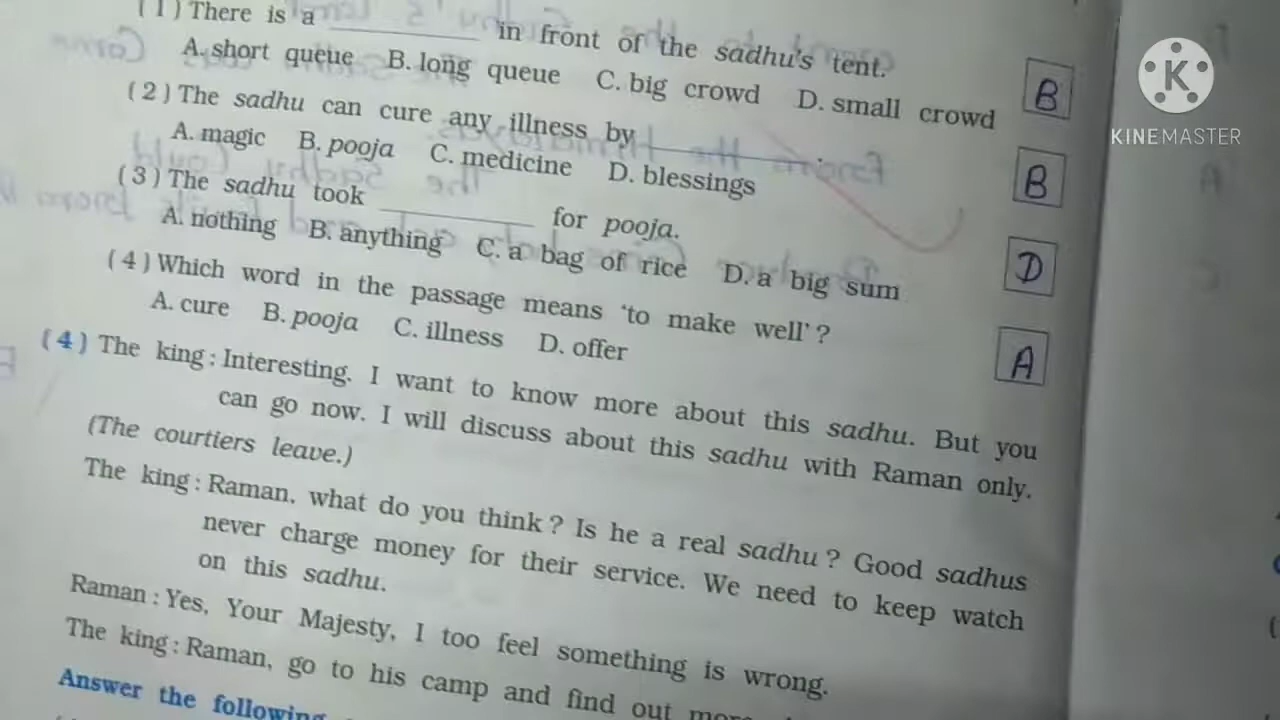 (1) There is a __________ in front of the sadhu's tent.
A. short queue B. long queue C. big crowd D. small crowd
B
(2) The sadhu can cure any illness by __________.
A. magic B. pooja C. medicine D. blessings
B
(3) The sadhu took __________ for pooja.
A. nothing B. anything C. a bag of rice D. a big sum
D
(4) Which word in the passage means 'to make well'?
A. cure B. pooja C. illness D. offer
A
(4) The king : Interesting. I want to know more about this sadhu. But you
can go now. I will discuss about this sadhu with Raman only.
(The courtiers leave.)
The king : Raman, what do you think? Is he a real sadhu? Good sadhus
never charge money for their service. We need to keep watch
on this sadhu.
Raman : Yes, Your Majesty, I too feel something is wrong.
The king : Raman, go to his camp and find out more
Answer the following
K
KINEMASTER